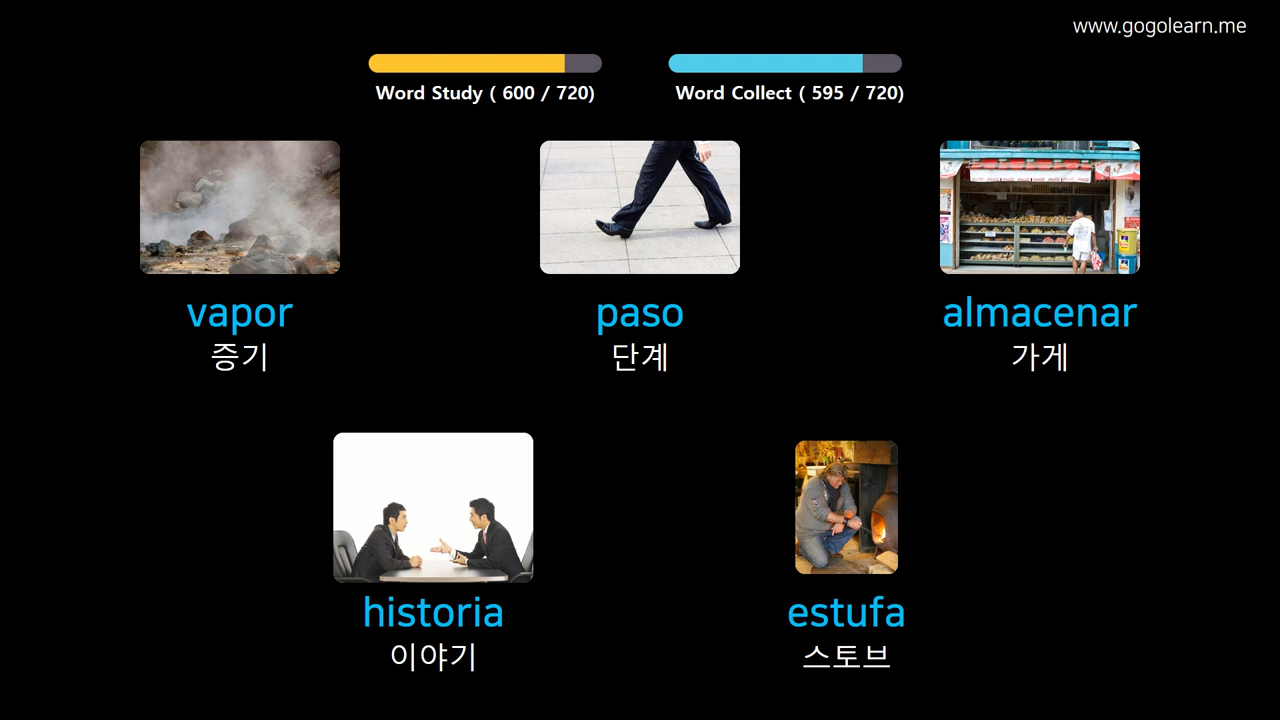 www.gogolearn.me
Word Study ( 600 / 720)
Word Collect ( 595 / 720)
vapor
증기
paso
단계
almacenar
가게
historia
이야기
estufa
스토브